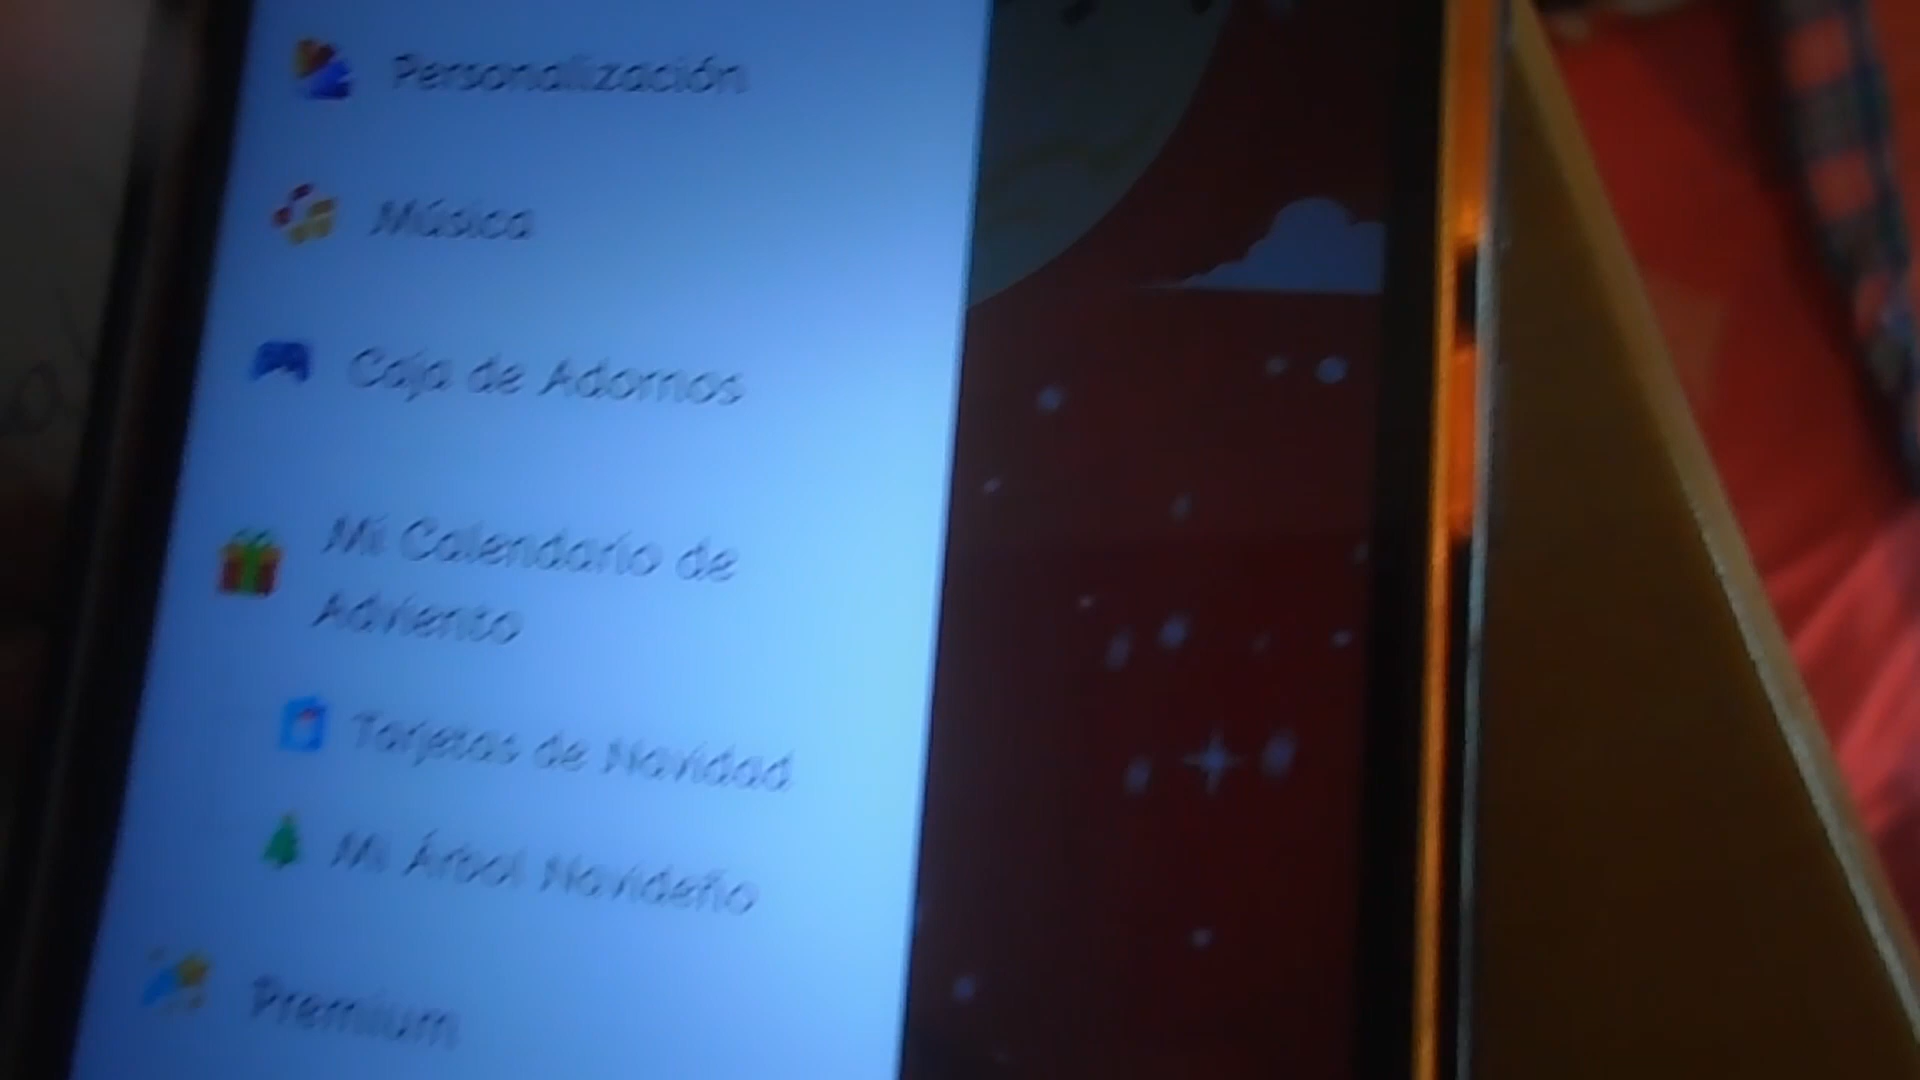 Personalización
Música
Caja de Adornos
Mi Calendario de
Adviento
Tarjetas de Navidad
Mi Árbol Navideño
Premium